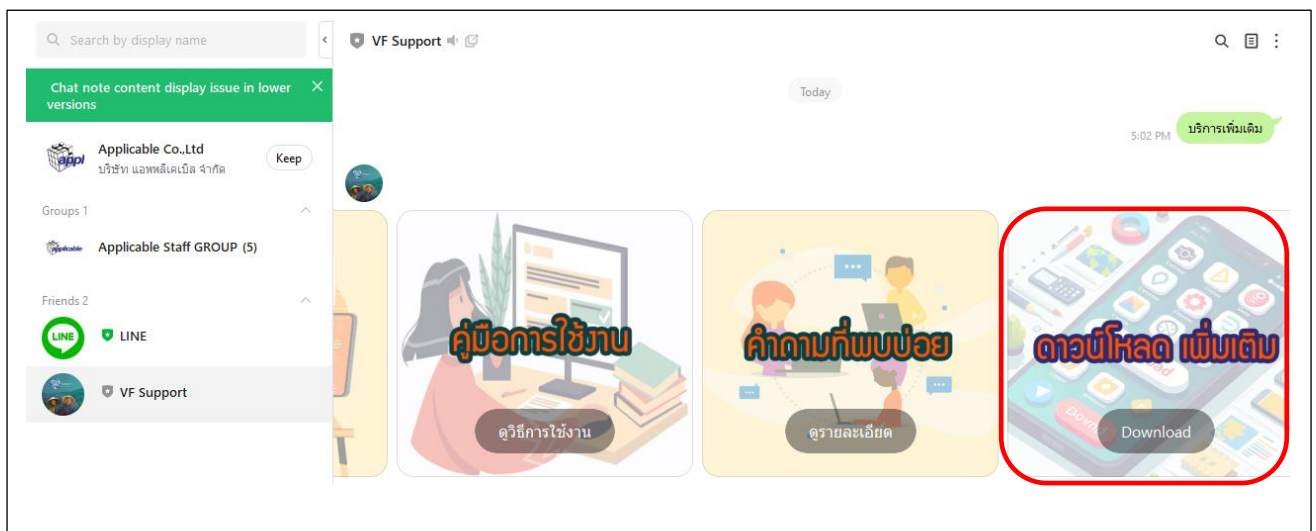 Search by display name
VF Support
Chat note content display issue in lower
versions
Today
5:02 PM
บริการเพิ่มเติม
appl
Applicable Co.,Ltd
บริษัท แอพพลิเคเบิล จำกัด
Keep
Groups 1
Applicable
Applicable Staff GROUP (5)
Friends 2
LINE
LINE
VF Support
คู่มือการใช้งาน
ดูวิธีการใช้งาน
คำถามที่พบบ่อย
ดูรายละเอียด
ดาวน์โหลด เพิ่มเติม
Download